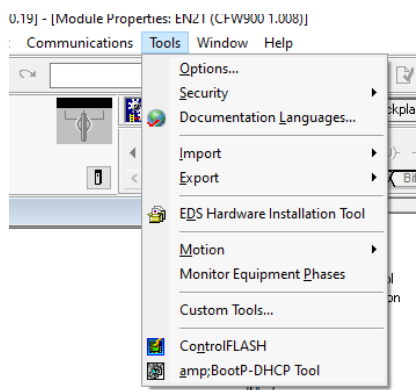 0.19] - [Module Properties: EN2T (CFW900 1.008)]
Communications Tools Window Help
Options...
Security
Documentation Languages...
Import
Export
EDS Hardware Installation Tool
Motion
Monitor Equipment Phases
Custom Tools...
ControlFLASH
amp;BootP-DHCP Tool